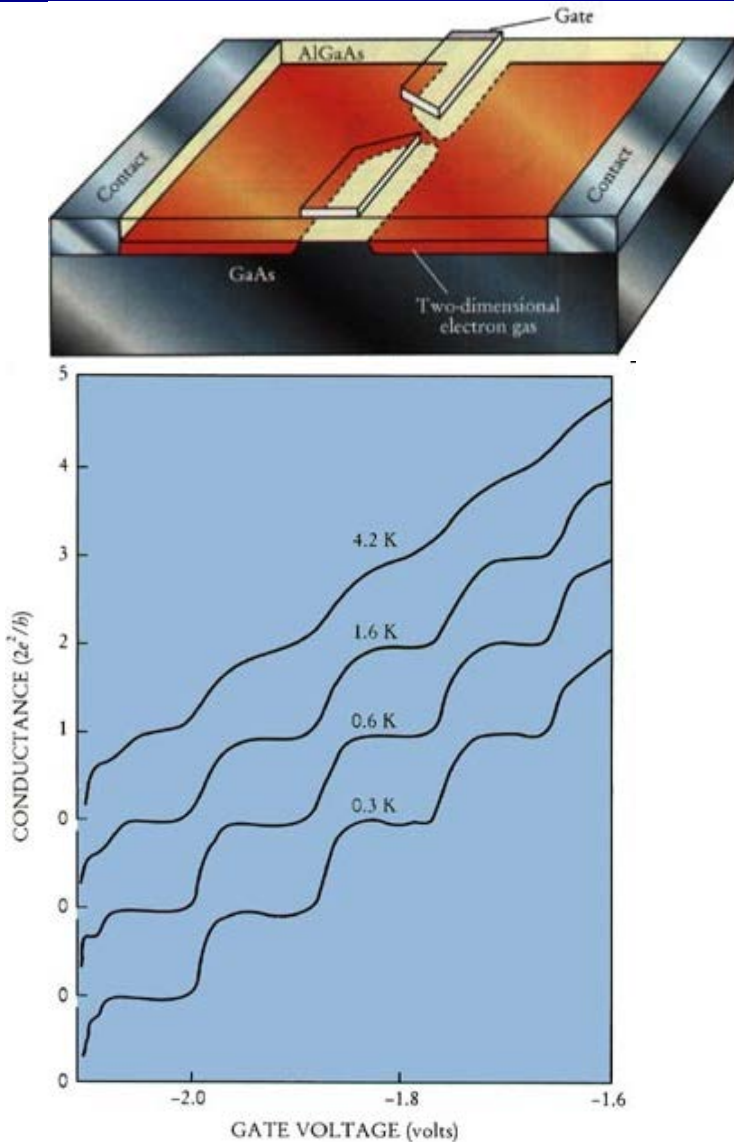 Gate
AlGaAs
Contact
Contact
GaAs
Two-dimensional
electron gas
5
4
3
2
1
0
0
0
0
4.2 K
1.6 K
0.6 K
0.3 K
CONDUCTANCE (2e²/h)
-2.0
-1.8
-1.6
GATE VOLTAGE (volts)